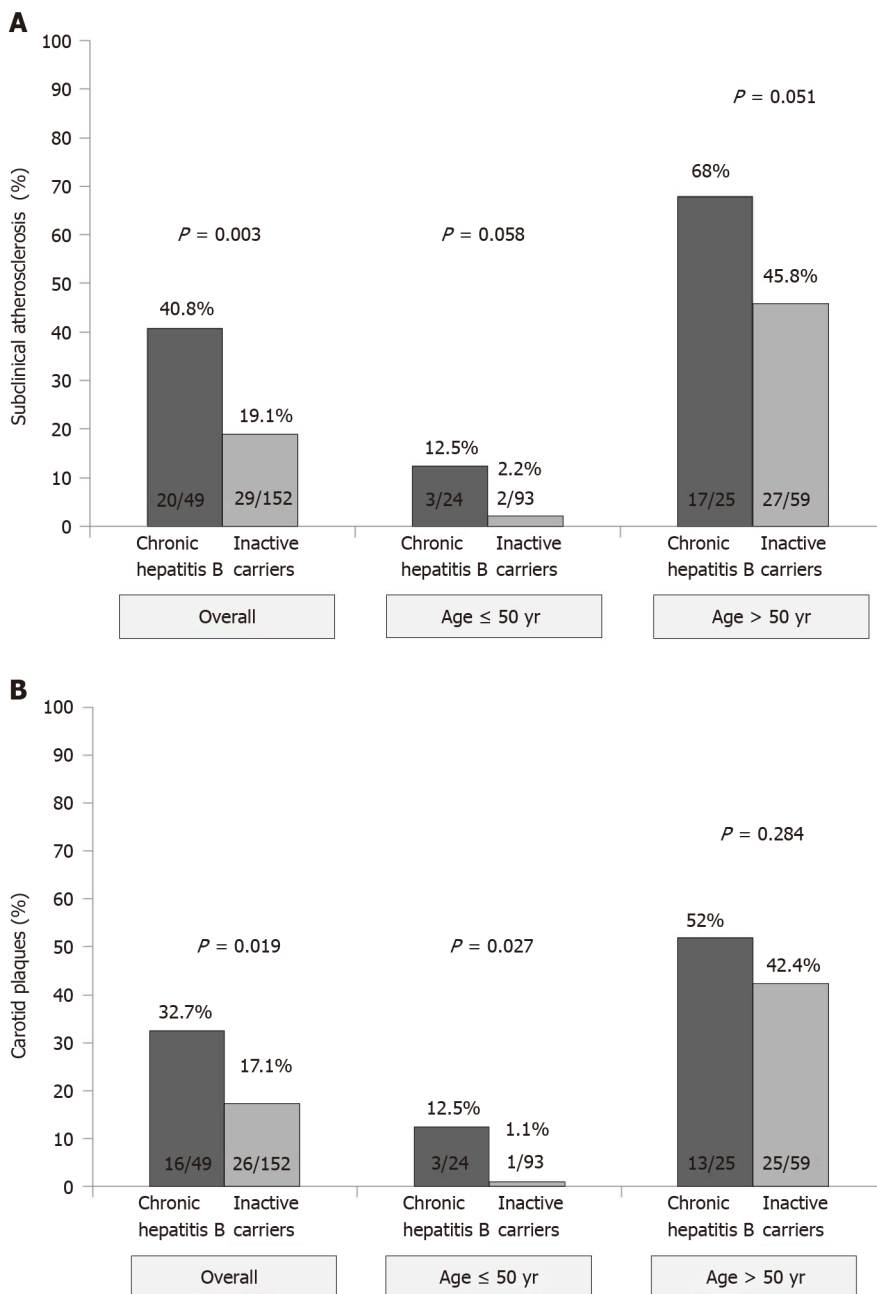 A
Subclinical atherosclerosis (%)
100
90
80
70
60
50
40
30
20
10
0
P = 0.003
P = 0.058
P = 0.051
40.8%
19.1%
12.5%
2.2%
68%
45.8%
20/49
29/152
3/24
2/93
17/25
27/59
Chronic
hepatitis B
Inactive
carriers
Chronic
hepatitis B
Inactive
carriers
Chronic
hepatitis B
Inactive
carriers
Overall
Age ≤ 50 yr
Age > 50 yr
B
Carotid plaques (%)
100
90
80
70
60
50
40
30
20
10
0
P = 0.019
P = 0.027
P = 0.284
32.7%
17.1%
12.5%
1.1%
52%
42.4%
16/49
26/152
3/24
1/93
13/25
25/59
Chronic
hepatitis B
Inactive
carriers
Chronic
hepatitis B
Inactive
carriers
Chronic
hepatitis B
Inactive
carriers
Overall
Age ≤ 50 yr
Age > 50 yr